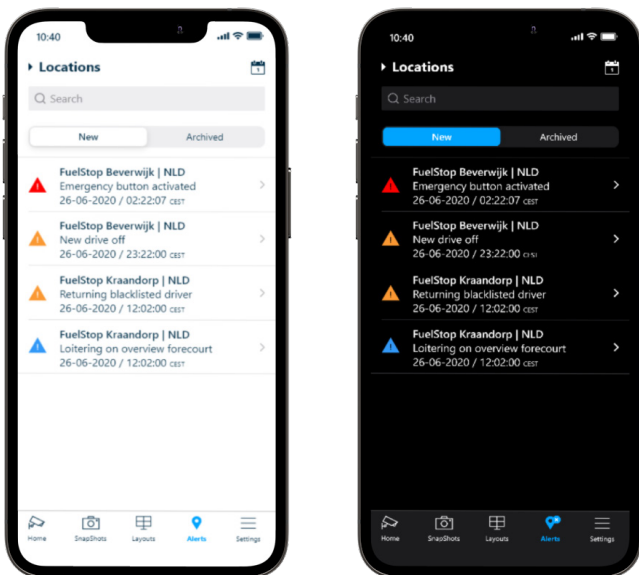 10:40
Locations
1
Search
New Archived
FuelStop Beverwijk | NLD
Emergency button activated
26-06-2020 / 02:22:07 CEST
FuelStop Beverwijk | NLD
New drive off
26-06-2020 / 23:22:00 CEST
FuelStop Kraandorp | NLD
Returning blacklisted driver
26-06-2020 / 12:02:00 CEST
FuelStop Kraandorp | NLD
Loitering on overview forecourt
26-06-2020 / 12:02:00 CEST
Home SnapShots Layouts Alerts Settings
10:40
Locations
1
Search
New Archived
FuelStop Beverwijk | NLD
Emergency button activated
26-06-2020 / 02:22:07 CEST
FuelStop Beverwijk | NLD
New drive off
26-06-2020 / 23:22:00
FuelStop Kraandorp | NLD
Returning blacklisted driver
26-06-2020 / 12:02:00 CEST
FuelStop Kraandorp | NLD
Loitering on overview forecourt
26-06-2020 / 12:02:00 CEST
Home SnapShots Layouts Alerts Settings